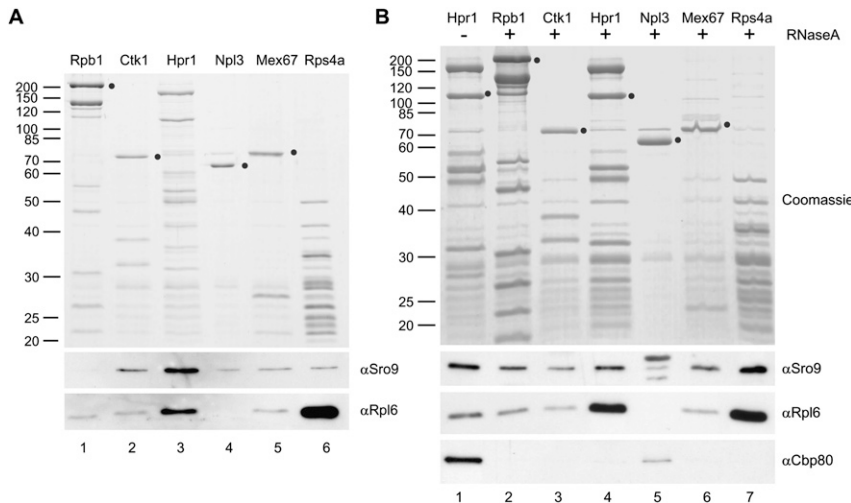 A
Rpb1 Ctk1 Hpr1 Npl3 Mex67 Rps4a
200
150
120
85
70
60
50
40
30
25
20
αSro9
αRpl6
1 2 3 4 5 6
B
Hpr1 Rpb1 Ctk1 Hpr1 Npl3 Mex67 Rps4a
- + + + + + + RNaseA
200
150
120
100
85
70
60
50
40
30
25
20
Coomassie
αSro9
αRpl6
αCbp80
1 2 3 4 5 6 7